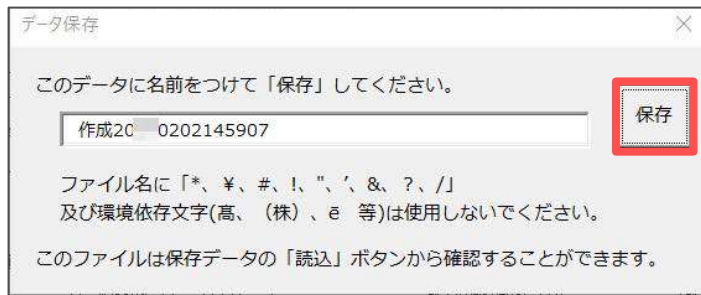 データ保存
このデータに名前をつけて「保存」してください。
保存
作成20 0202145907
ファイル名に「*、￥、#、!、"、’、&、？、/」
及び環境依存文字(髙、（株）、ē 等)は使用しないでください。
このファイルは保存データの「読込」ボタンから確認することができます。